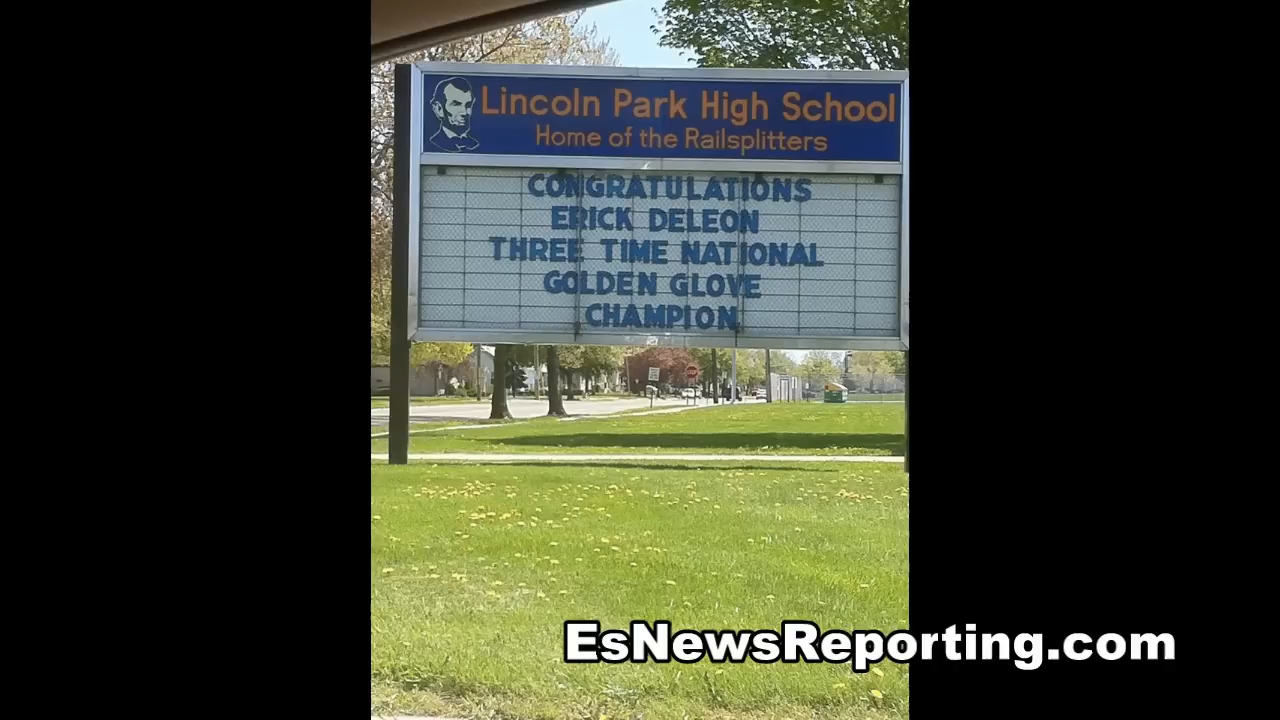 Lincoln Park High School
Home of the Railsplitters
CONGRATULATIONS
ERICK DELEON
THREE TIME NATIONAL
GOLDEN GLOVE
CHAMPION
EsNewsReporting.com